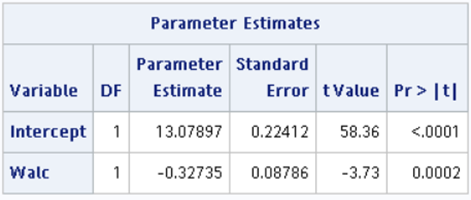 Parameter Estimates
Variable DF Parameter Estimate Standard Error t Value Pr > |t|
Intercept 1 13.07897 0.22412 58.36 <.0001
Walc 1 -0.32735 0.08786 -3.73 0.0002